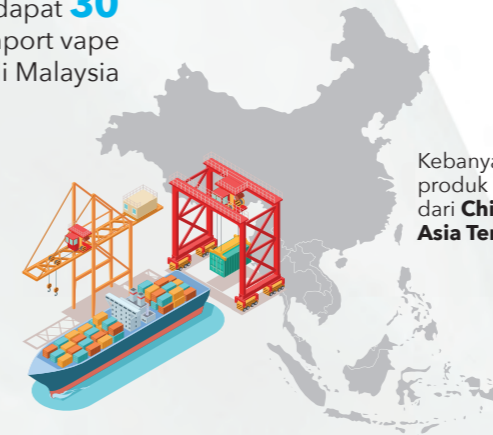 dapat 30
port vape
i Malaysia
Kebanya
produk
dari Chi
Asia Ter